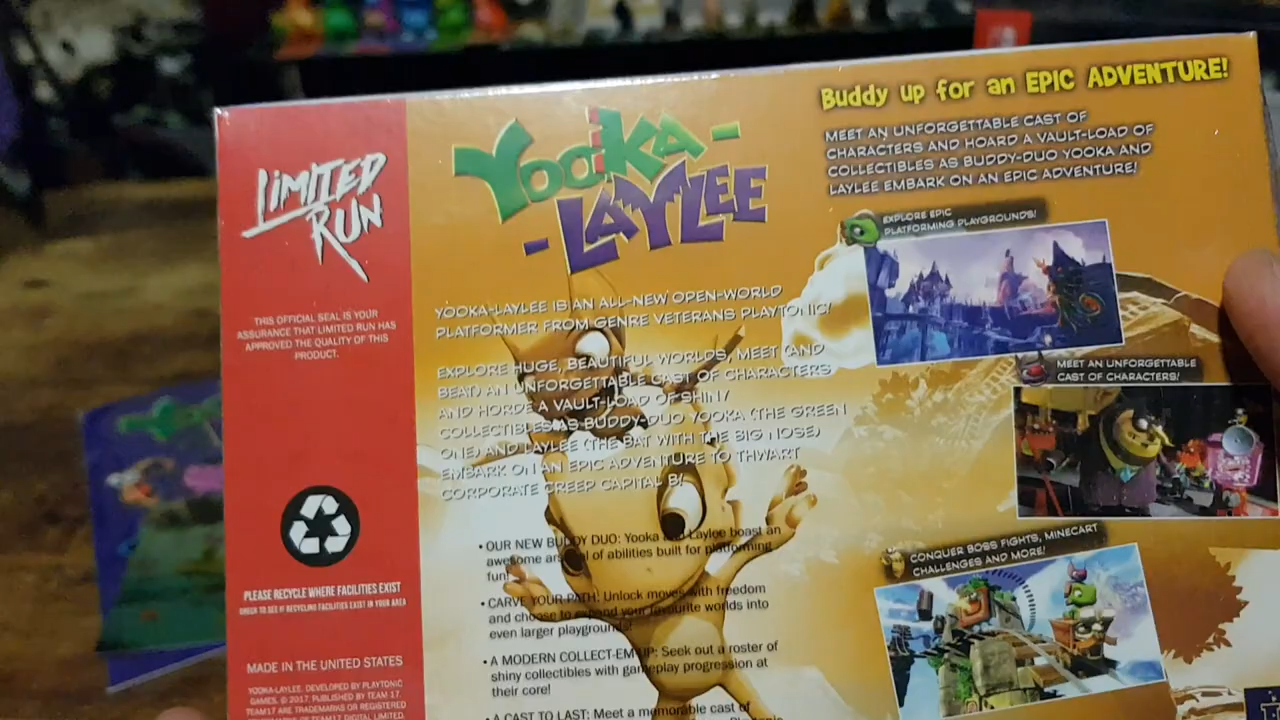 LIMITED
RUN
THIS OFFICIAL SEAL IS YOUR
ASSURANCE THAT LIMITED RUN HAS
APPROVED THE QUALITY OF THIS
PRODUCT.
PLEASE RECYCLE WHERE FACILITIES EXIST
CHECK TO SEE IF RECYCLING FACILITIES EXIST IN YOUR AREA
MADE IN THE UNITED STATES
YOOKA-LAYLEE. DEVELOPED BY PLAYTONIC
GAMES. © 2017. PUBLISHED BY TEAM 17.
TEAM17 ARE TRADEMARKS OR REGISTERED
TRADEMARKS OF TEAM17 DIGITAL LIMITED.
YOOKA-
-LAYLEE
YOOKA-LAYLEE IS AN ALL-NEW OPEN-WORLD
PLATFORMER FROM GENRE VETERANS PLAYTONIC!
EXPLORE HUGE, BEAUTIFUL WORLDS, MEET (AND
BEAT) AN UNFORGETTABLE CAST OF CHARACTERS
AND HORDE A VAULT-LOAD OF SHINY
COLLECTIBLES AS BUDDY-DUO YOOKA (THE GREEN
ONE) AND LAYLEE (THE BAT WITH THE BIG NOSE)
EMBARK ON AN EPIC ADVENTURE TO THWART
CORPORATE CREEP CAPITAL B!
• OUR NEW BUDDY DUO: Yooka and Laylee boast an
awesome of abilities built for platforming
fun!
• CARVE YOUR PATH: Unlock moves with freedom
and choose to expand your favourite worlds into
even larger playgrounds!
• A MODERN COLLECT-EM-UP: Seek out a roster of
shiny collectibles with gameplay progression at
their core!
• A CAST TO LAST: Meet a memorable cast of
Buddy up for an EPIC ADVENTURE!
MEET AN UNFORGETTABLE CAST OF
CHARACTERS AND HOARD A VAULT-LOAD OF
COLLECTIBLES AS BUDDY-DUO YOOKA AND
LAYLEE EMBARK ON AN EPIC ADVENTURE!
EXPLORE EPIC
PLATFORMING PLAYGROUNDS!
MEET AN UNFORGETTABLE
CAST OF CHARACTERS!
CONQUER BOSS FIGHTS, MINECART
CHALLENGES AND MORE!